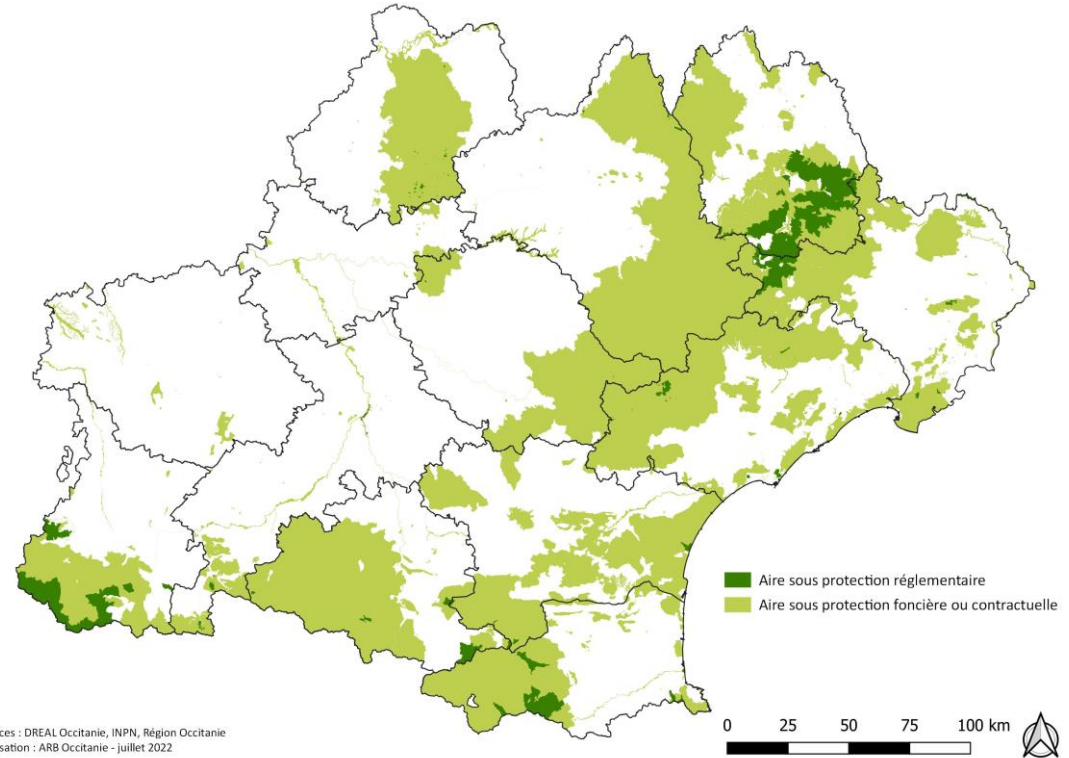 Aire sous protection réglementaire
Aire sous protection foncière ou contractuelle
ces : DREAL Occitanie, INPN, Région Occitanie
sation : ARB Occitanie - juillet 2022
0 25 50 75 100 km